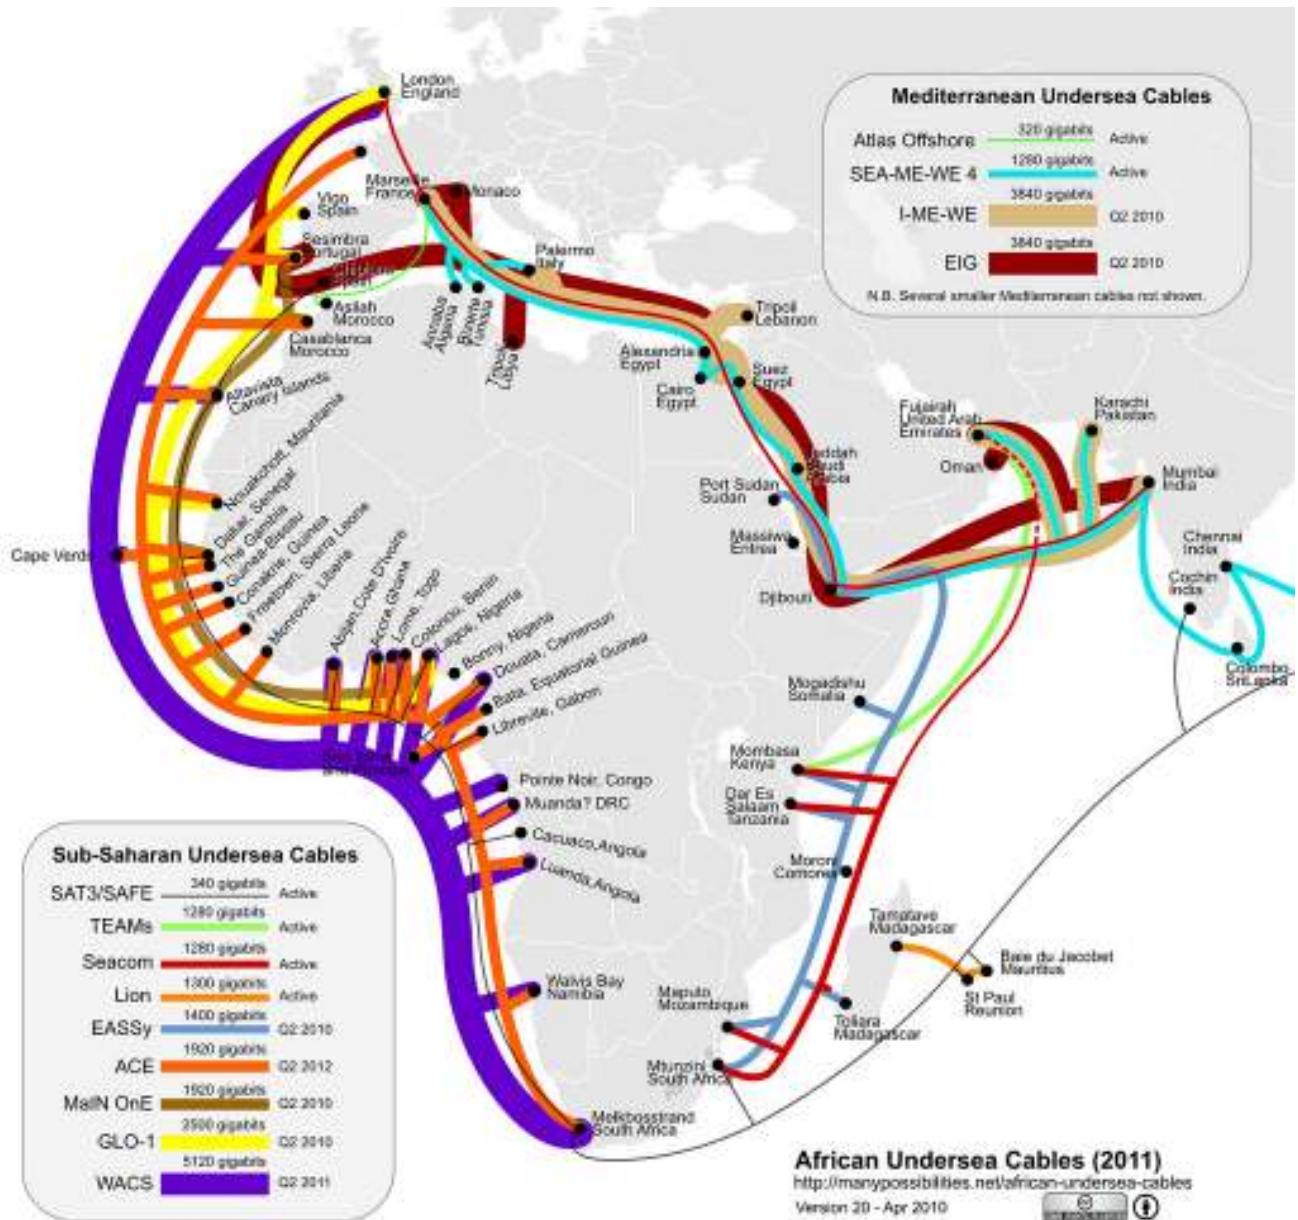 London
England
Marseille
France
Monaco
Vigo
Spain
Sesimbra
Portugal
Spain
Asilah
Morocco
Casablanca
Morocco
Altavista
Canary Islands
Annaba
Algeria
Bizerte
Tunisia
Tripoli
Libya
Palermo
Italy
Tripoli
Lebanon
Alexandria
Egypt
Cairo
Egypt
Suez
Egypt
Jeddah
Saudi
Arabia
Port Sudan
Sudan
Massiwa
Eritrea
Djibouti
Fujairah
United Arab
Emirates
Oman
Karachi
Pakistan
Mumbai
India
Chennai
India
Cochin
India
Colombo
SriLanka
Nouakchott, Mauritania
Dakar, Senegal
The Gambia
Guinea-Bissau
Conakrie, Guinea
Freetown, Sierra Leone
Monrovia, Liberia
Cape Verde
Abijan,Cote D'Ivore
Accra,Ghana
Lome, Togo
Cotonou, Benin
Lagos, Nigeria
Bonny, Nigeria
Douala, Cameroun
Bata, Equatorial Guinea
Libreville, Gabon
Pointe Noir, Congo
Muanda? DRC
Cacuaco,Angola
Luanda,Angola
Walvis Bay
Namibia
Melkbosstrand
South Africa
Mtunzini
South Africa
Maputo
Mozambique
Mogadishu
Somalia
Mombasa
Kenya
Dar Es
Salaam
Tanzania
Moroni
Comores
Tamatave
Madagascar
Toliara
Madagascar
Baie du Jacobet
Mauritius
St Paul
Reunion
Mediterranean Undersea Cables
Atlas Offshore 320 gigabits Active
SEA-ME-WE 4 1280 gigabits Active
I-ME-WE 3840 gigabits Q2 2010
EIG 3840 gigabits Q2 2010
N.B. Several smaller Mediterranean cables not shown.
Sub-Saharan Undersea Cables
SAT3/SAFE 340 gigabits Active
TEAMs 1280 gigabits Active
Seacom 1280 gigabits Active
Lion 1300 gigabits Active
EASSy 1400 gigabits Q2 2010
ACE 1920 gigabits Q2 2012
MaIN OnE 1920 gigabits Q2 2010
GLO-1 2500 gigabits Q2 2010
WACS 5120 gigabits Q2 2011
African Undersea Cables (2011)
http://manypossibilities.net/african-undersea-cables
Version 20 - Apr 2010